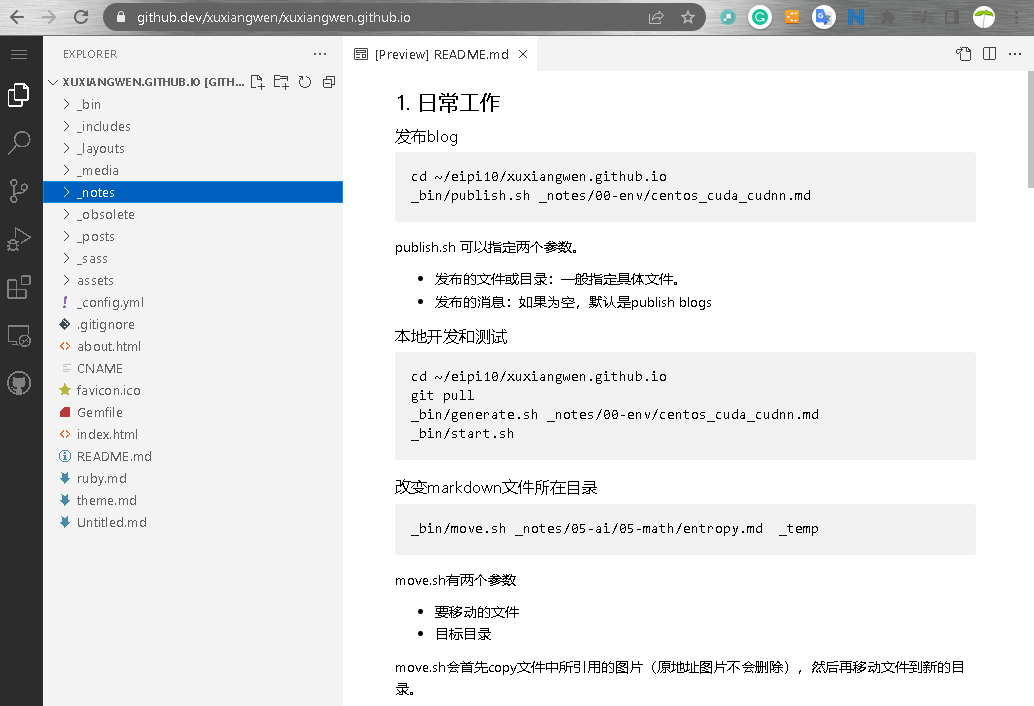 github.dev/xuxiangwen/xuxiangwen.github.io
EXPLORER
XUXIANGWEN.GITHUB.IO [GITH...
_bin
_includes
_layouts
_media
_notes
_obsolete
_posts
_sass
assets
_config.yml
.gitignore
about.html
CNAME
favicon.ico
Gemfile
index.html
README.md
ruby.md
theme.md
Untitled.md
[Preview] README.md
1. 日常工作
发布blog
cd ~/eipi10/xuxiangwen.github.io
_bin/publish.sh _notes/00-env/centos_cuda_cudnn.md
publish.sh 可以指定两个参数。
• 发布的文件或目录：一般指定具体文件。
• 发布的消息：如果为空，默认是publish blogs
本地开发和测试
cd ~/eipi10/xuxiangwen.github.io
git pull
_bin/generate.sh _notes/00-env/centos_cuda_cudnn.md
_bin/start.sh
改变markdown文件所在目录
_bin/move.sh _notes/05-ai/05-math/entropy.md  _temp
move.sh有两个参数
• 要移动的文件
• 目标目录
move.sh会首先copy文件中所引用的图片（原地址图片不会删除），然后再移动文件到新的目
录。